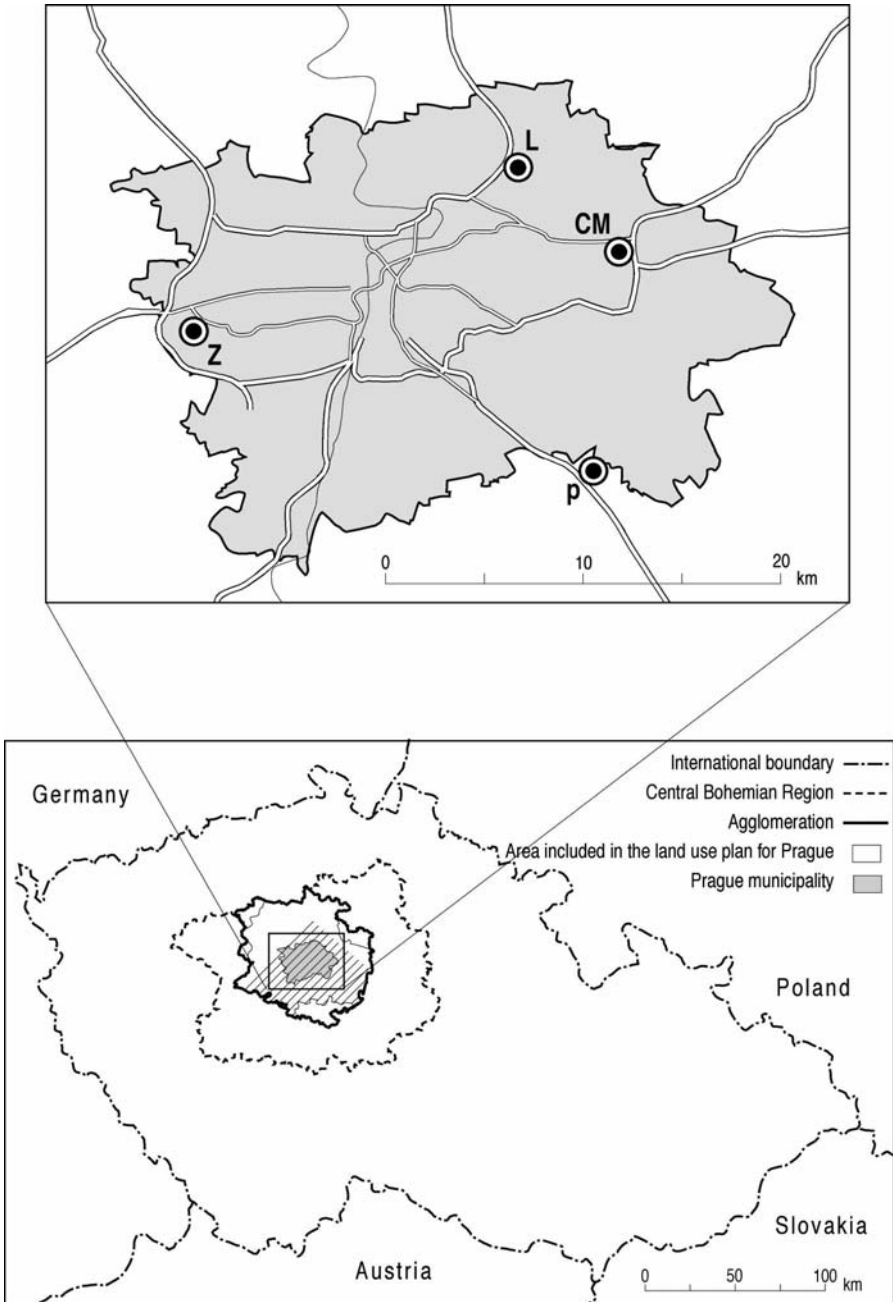 L
CM
Z
p
0 10 20
km
Germany
International boundary
Central Bohemian Region
Agglomeration
Area included in the land use plan for Prague
Prague municipality
Poland
Slovakia
Austria
0 50 100
km